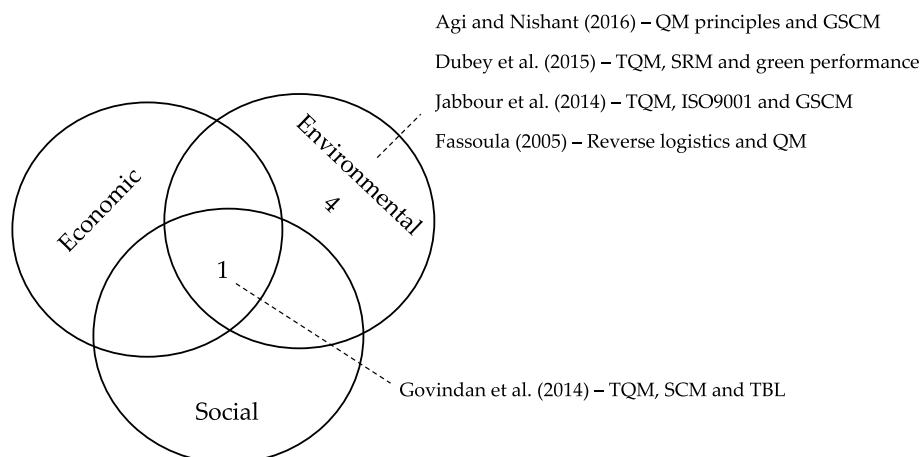 Agi and Nishant (2016) – QM principles and GSCM
Dubey et al. (2015) – TQM, SRM and green performance
Jabbour et al. (2014) – TQM, ISO9001 and GSCM
Fassoula (2005) – Reverse logistics and QM
Economic
Environmental
4
1
Govindan et al. (2014) – TQM, SCM and TBL
Social